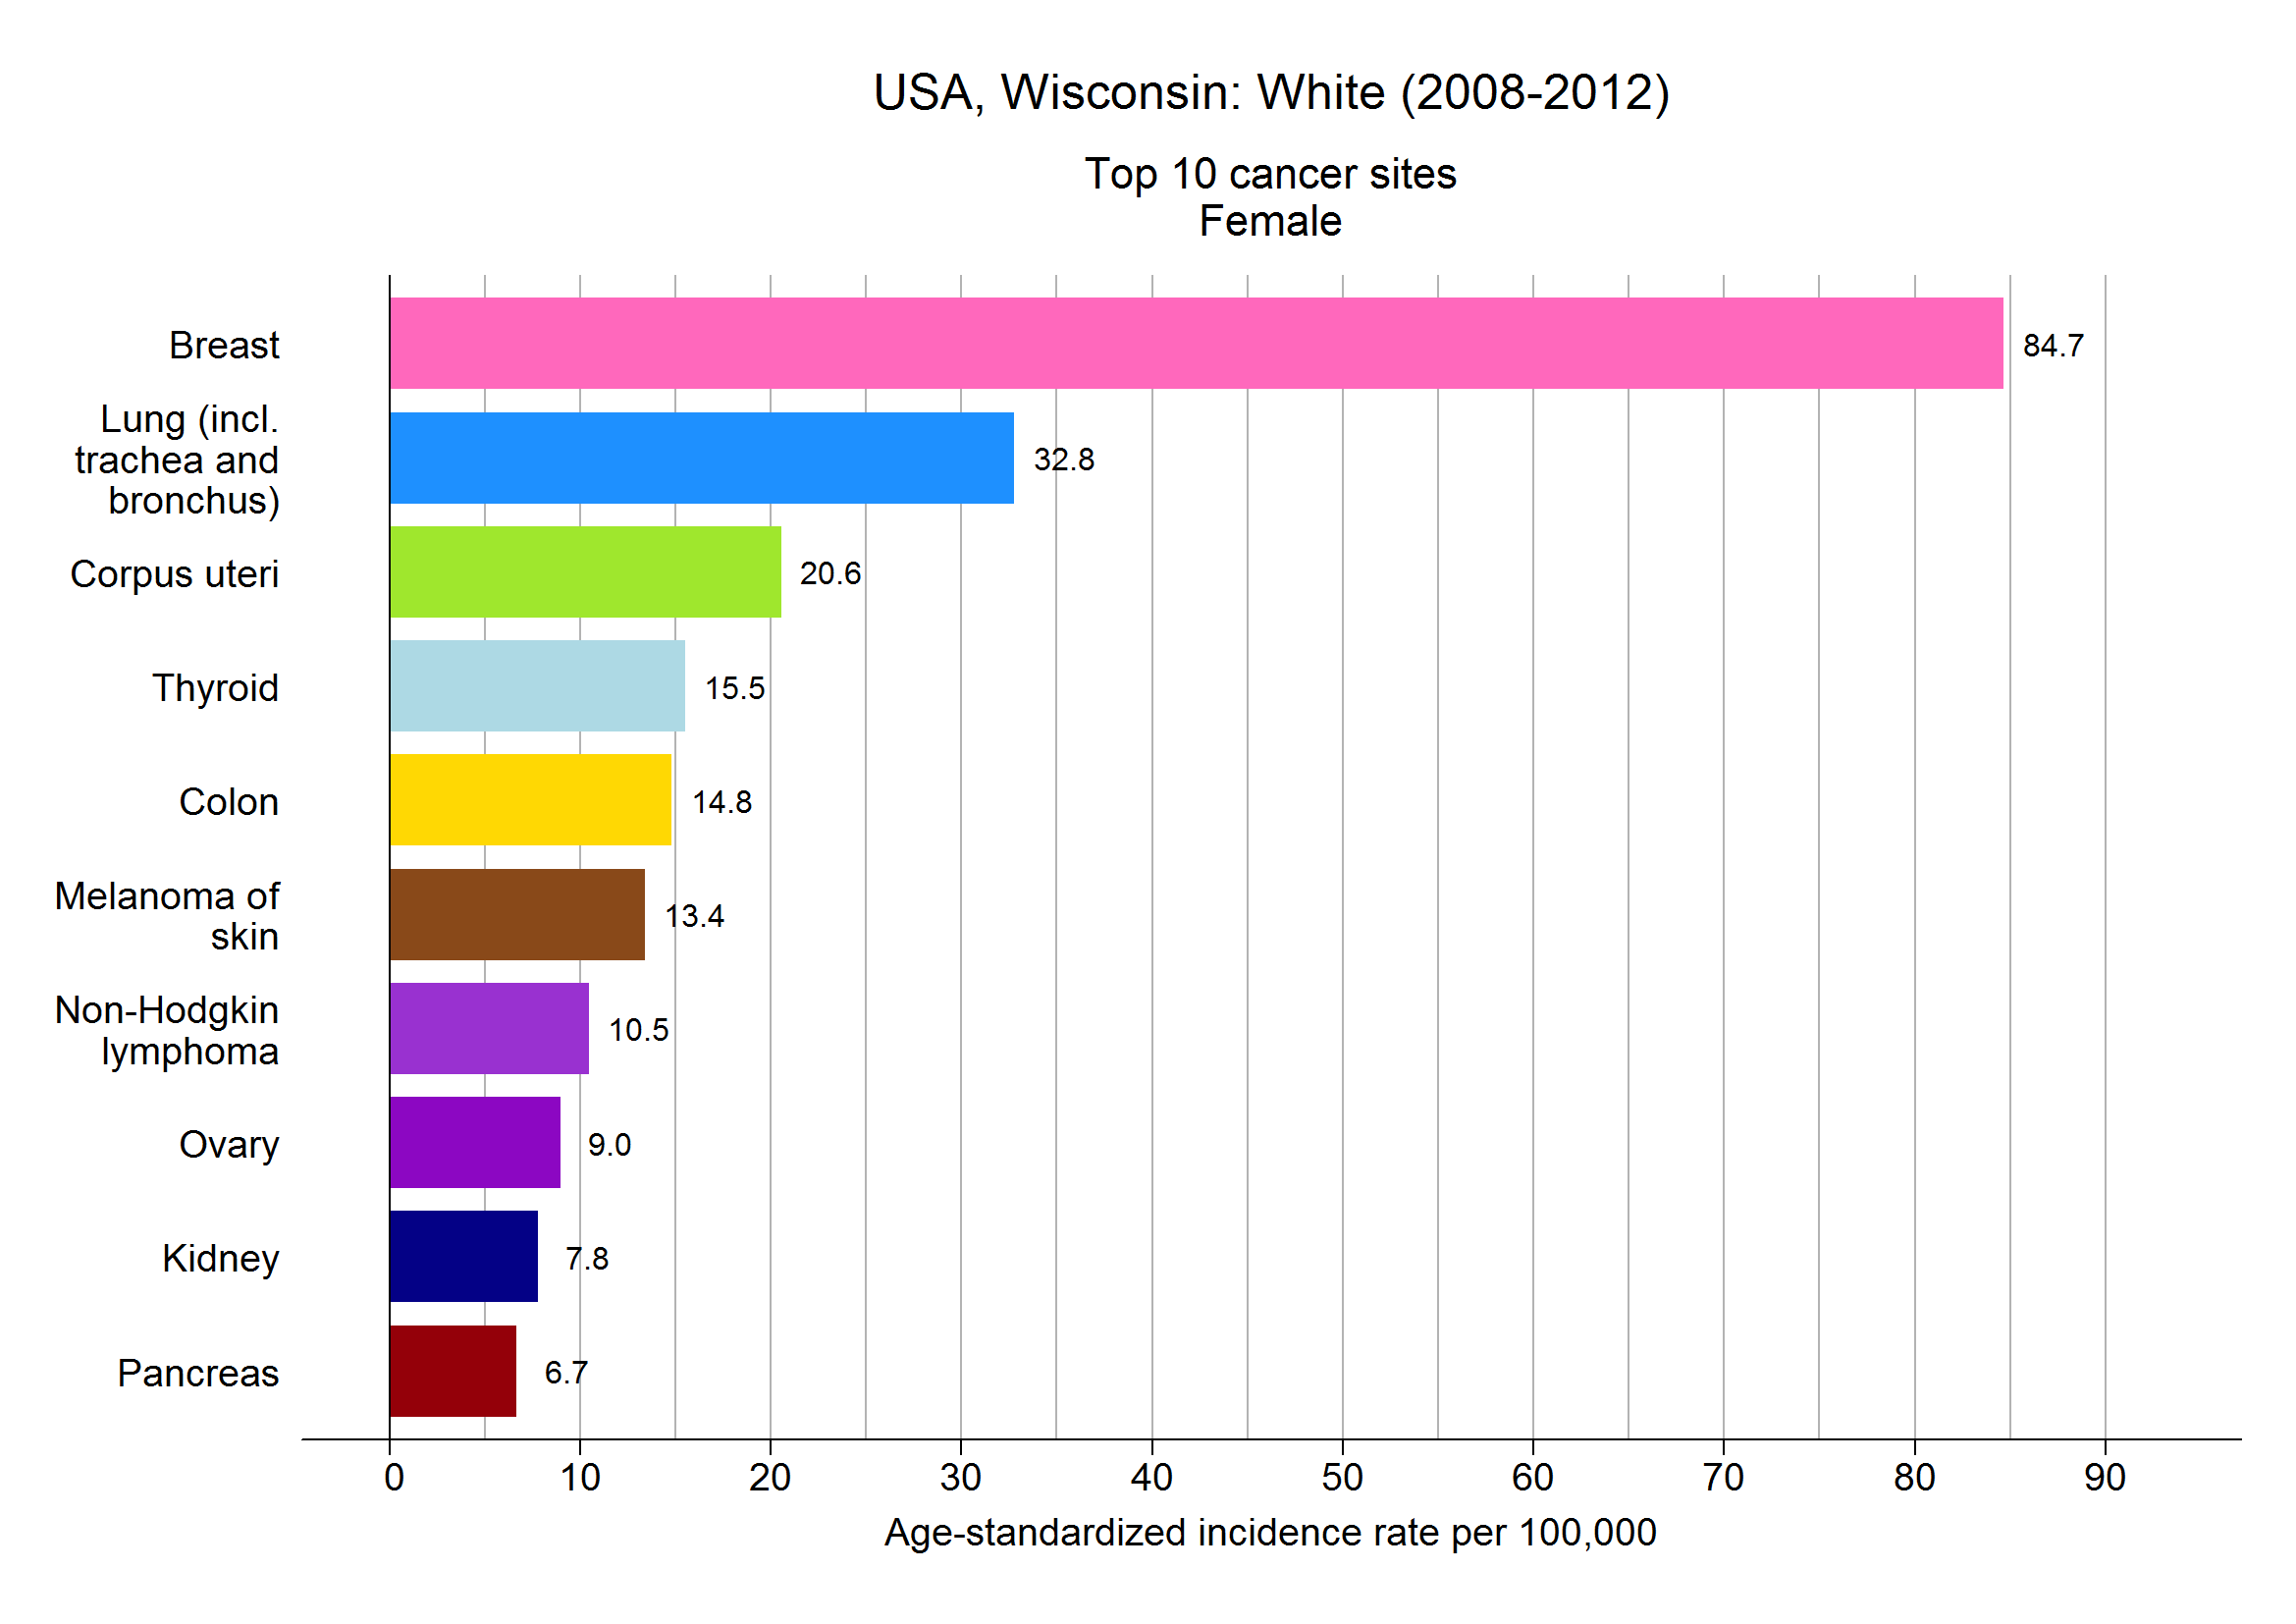 USA, Wisconsin: White (2008-2012)
Top 10 cancer sites
Female
Breast
84.7
Lung (incl.
trachea and
bronchus)
32.8
Corpus uteri
20.6
Thyroid
15.5
Colon
14.8
Melanoma of
skin
13.4
Non-Hodgkin
lymphoma
10.5
Ovary
9.0
Kidney
7.8
Pancreas
6.7
0 10 20 30 40 50 60 70 80 90
Age-standardized incidence rate per 100,000